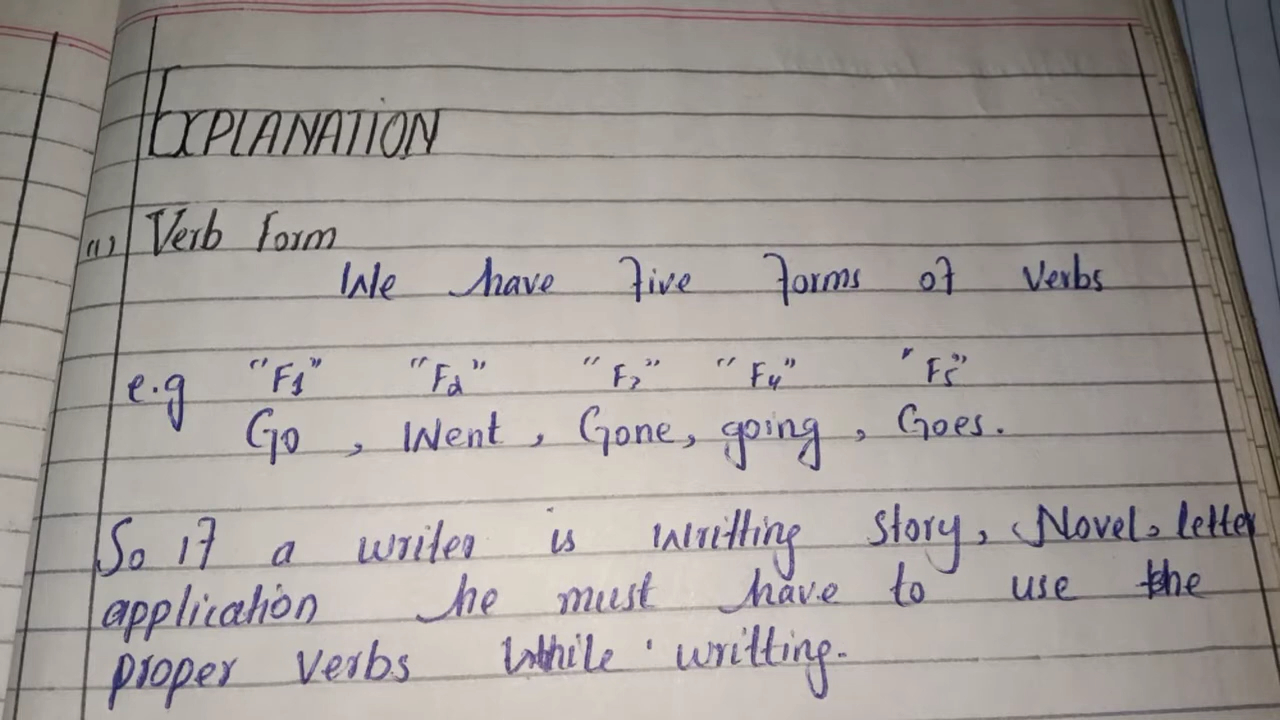 EXPLANATION
(1) Verb form
We have five forms of verbs
e.g "F1" "F2" "F3" "F4" "F5"
Go , Went , Gone, going , Goes.
So if a writer is writting story, Novel, letter
application he must have to use the
proper verbs while writting.